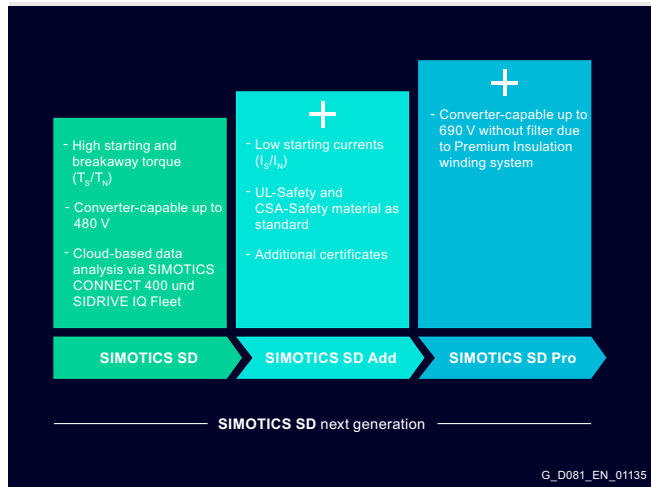 - High starting and
breakaway torque
(TS/TN)
- Converter-capable up to
480 V
- Cloud-based data
analysis via SIMOTICS
CONNECT 400 und
SIDRIVE IQ Fleet
+
- Low starting currents
(IS/IN)
- UL-Safety and
CSA-Safety material as
standard
- Additional certificates
+
- Converter-capable up to
690 V without filter due
to Premium Insulation
winding system
SIMOTICS SD
SIMOTICS SD Add
SIMOTICS SD Pro
SIMOTICS SD next generation
G_D081_EN_01135